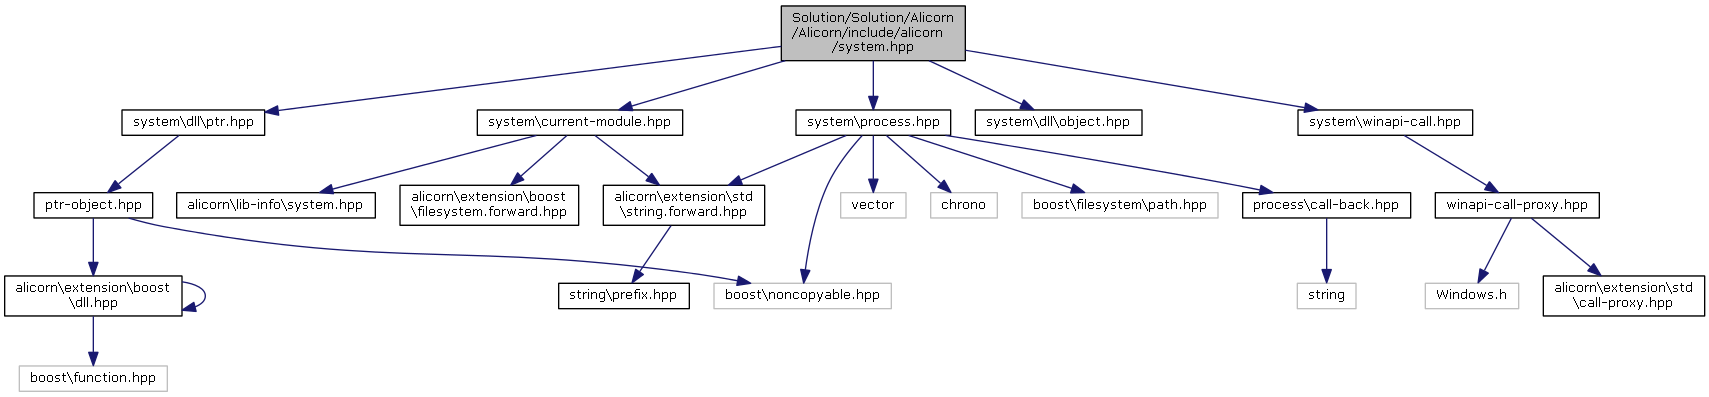 Solution/Solution/Alicorn
/Alicorn/include/alicorn
/system.hpp
system\dll\ptr.hpp
system\current-module.hpp
system\process.hpp
system\dll\object.hpp
system\winapi-call.hpp
ptr-object.hpp
alicorn\lib-info\system.hpp
alicorn\extension\boost
\filesystem.forward.hpp
alicorn\extension\std
\string.forward.hpp
vector
chrono
boost\filesystem\path.hpp
process\call-back.hpp
winapi-call-proxy.hpp
alicorn\extension\boost
\dll.hpp
string\prefix.hpp
boost\noncopyable.hpp
string
Windows.h
alicorn\extension\std
\call-proxy.hpp
boost\function.hpp